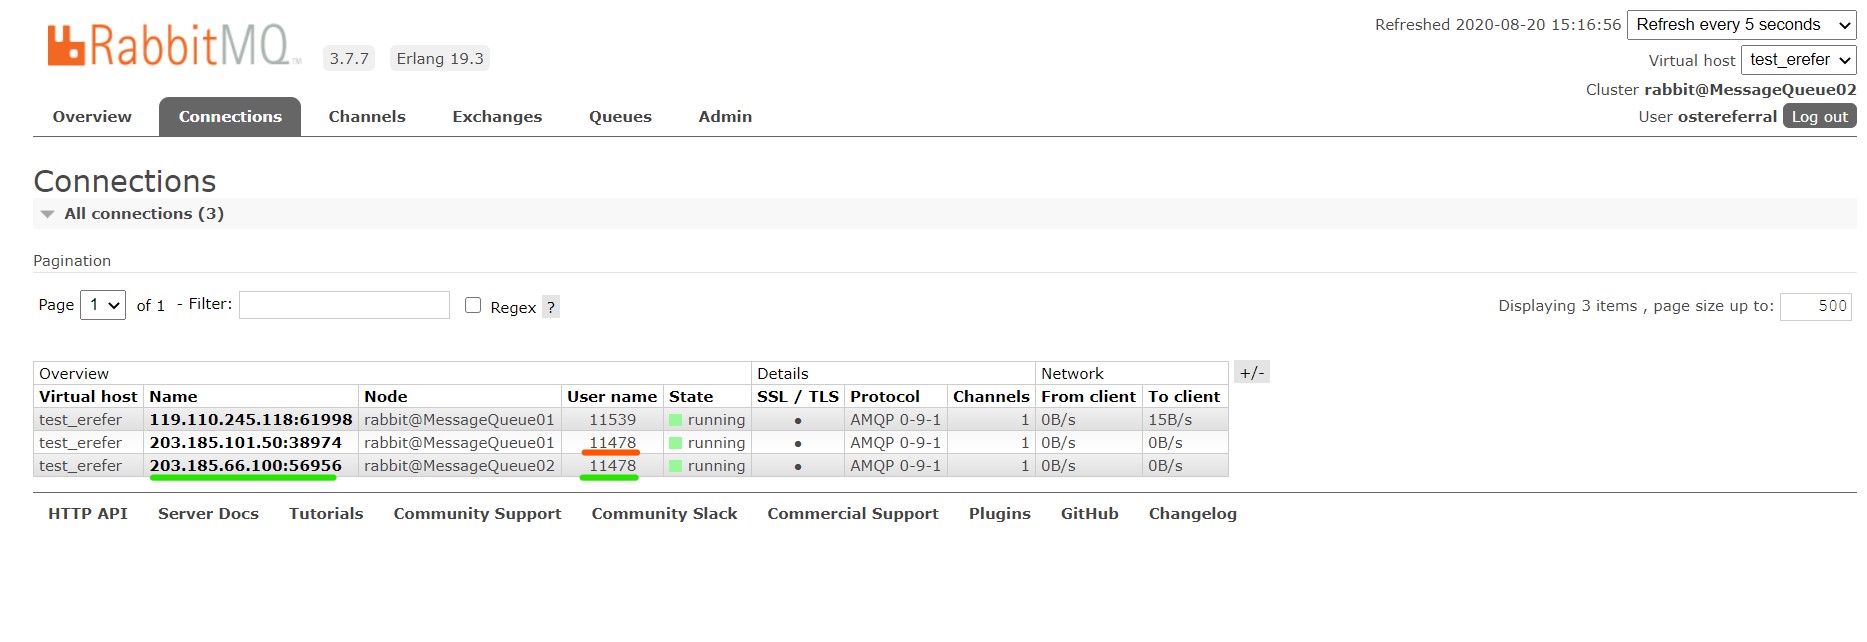 RabbitMQ TM 3.7.7 Erlang 19.3
Refreshed 2020-08-20 15:16:56 Refresh every 5 seconds
Virtual host test_erefer
Cluster rabbit@MessageQueue02
User ostereferral Log out
Overview Connections Channels Exchanges Queues Admin
Connections
All connections (3)
Pagination
Page 1 of 1 - Filter: Regex ? Displaying 3 items , page size up to: 500
Overview Details Network +/-
Virtual host Name Node User name State SSL / TLS Protocol Channels From client To client
test_erefer 119.110.245.118:61998 rabbit@MessageQueue01 11539 running ● AMQP 0-9-1 1 0B/s 15B/s
test_erefer 203.185.101.50:38974 rabbit@MessageQueue01 11478 running ● AMQP 0-9-1 1 0B/s 0B/s
test_erefer 203.185.66.100:56956 rabbit@MessageQueue02 11478 running ● AMQP 0-9-1 1 0B/s 0B/s
HTTP API Server Docs Tutorials Community Support Community Slack Commercial Support Plugins GitHub Changelog